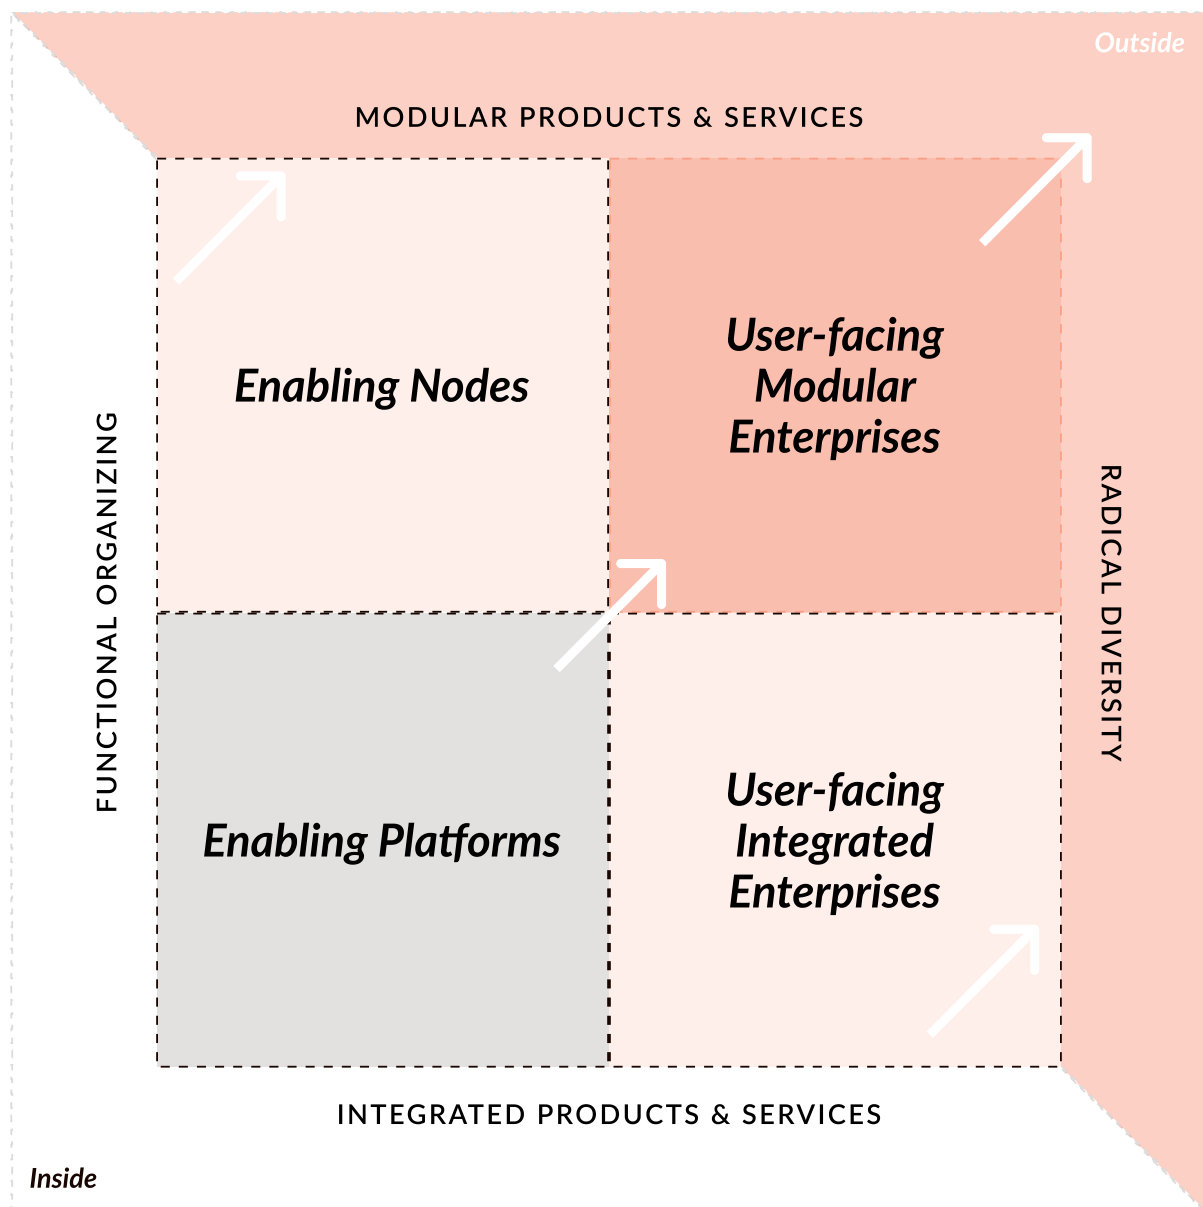 Outside
MODULAR PRODUCTS & SERVICES
Enabling Nodes
User-facing
Modular
Enterprises
FUNCTIONAL ORGANIZING
RADICAL DIVERSITY
Enabling Platforms
User-facing
Integrated
Enterprises
INTEGRATED PRODUCTS & SERVICES
Inside